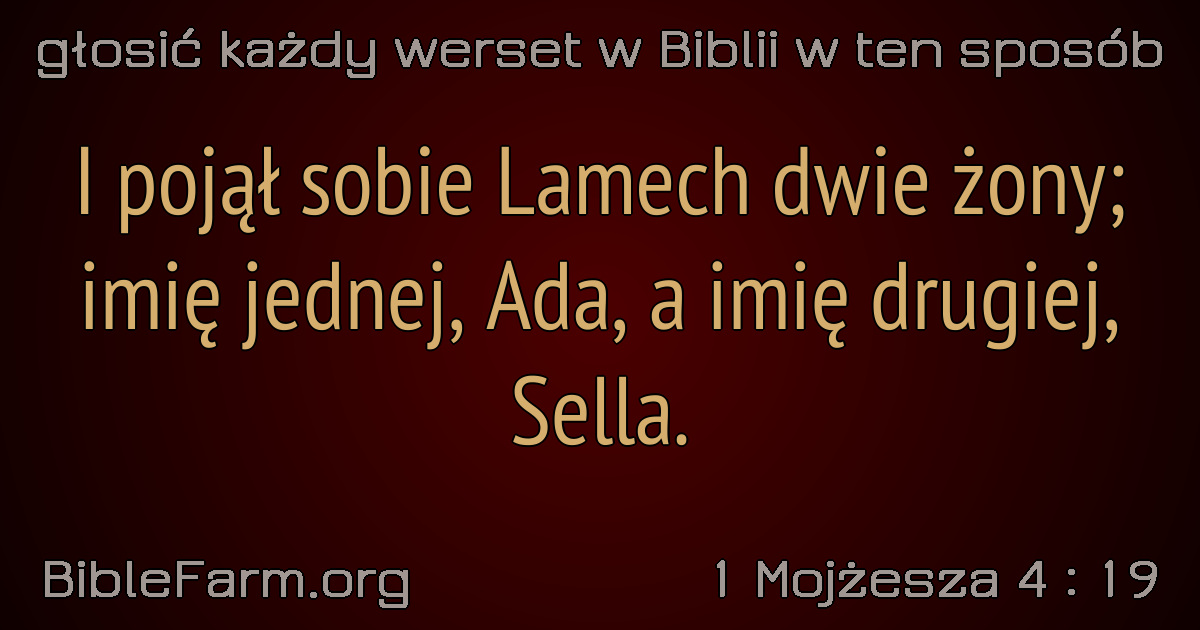 głosić każdy werset w Biblii w ten sposób
I pojął sobie Lamech dwie żony;
imię jednej, Ada, a imię drugiej,
Sella.
BibleFarm.org
1 Mojżesza 4 : 19